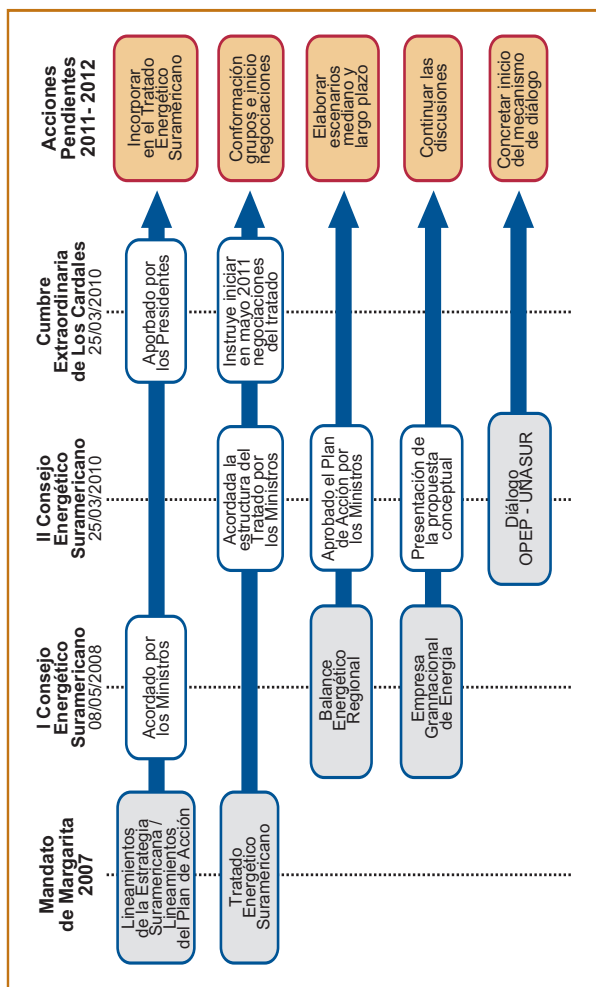 Mandato
de Margarita
2007
I Consejo
Energético
Suramericano
08/05/2008
II Consejo
Energético
Suramericano
25/03/2010
Cumbre
Extraordinaria
de Los Cardales
25/03/2010
Acciones
Pendientes
2011- 2012
Lineamientos
de la Estrategia
Suramericana /
Lineamientos
del Plan de Acción
Acordado por
los Ministros
Aporbado por
los Presidentes
Incorporar
en el Tratado
Energético
Suramericano
Tratado
Energético
Suramericano
Acordada la
estructura del
Tratado por
los Ministros
Instruye iniciar
en mayo 2011
negociaciones
del tratado
Conformación
grupos e inicio
negociaciones
Balance
Energético
Regional
Aprobado el Plan
de Acción por
los Ministros
Elaborar
escenarios
mediano y
largo plazo
Empresa
Grannacional
de Energía
Presentación de
la propuesta
conceptual
Continuar las
discusiones
Diálogo
OPEP - UNASUR
Concretar inicio
del mecanismo
de diálogo